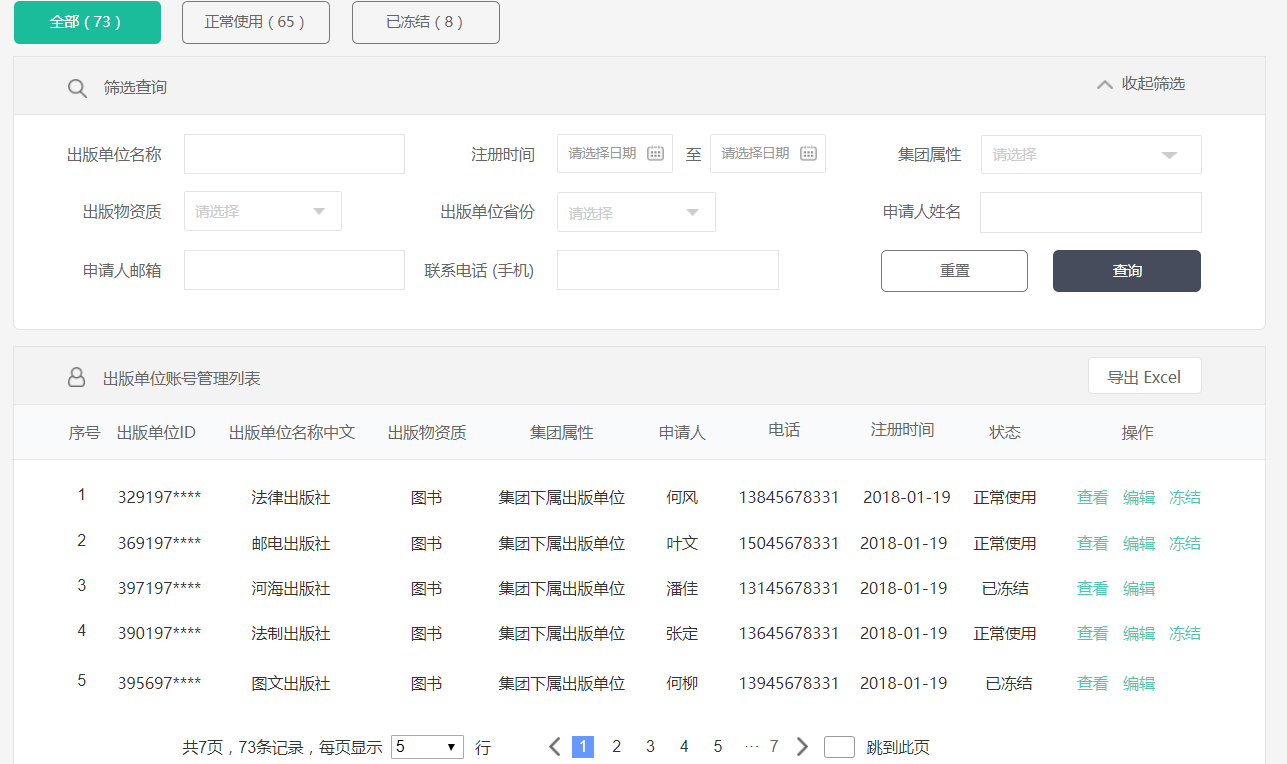 全部（73） 正常使用（65） 已冻结（8）
筛选查询 收起筛选
出版单位名称 注册时间 请选择日期 至 请选择日期 集团属性 请选择
出版物资质 请选择 出版单位省份 请选择 申请人姓名
申请人邮箱 联系电话 (手机) 重置 查询
出版单位账号管理列表 导出 Excel
序号 出版单位ID 出版单位名称中文 出版物资质 集团属性 申请人 电话 注册时间 状态 操作
1 329197**** 法律出版社 图书 集团下属出版单位 何风 13845678331 2018-01-19 正常使用 查看 编辑 冻结
2 369197**** 邮电出版社 图书 集团下属出版单位 叶文 15045678331 2018-01-19 正常使用 查看 编辑 冻结
3 397197**** 河海出版社 图书 集团下属出版单位 潘佳 13145678331 2018-01-19 已冻结 查看 编辑
4 390197**** 法制出版社 图书 集团下属出版单位 张定 13645678331 2018-01-19 正常使用 查看 编辑 冻结
5 395697**** 图文出版社 图书 集团下属出版单位 何柳 13945678331 2018-01-19 已冻结 查看 编辑
共7页，73条记录，每页显示 5 行 1 2 3 4 5 ··· 7 跳到此页